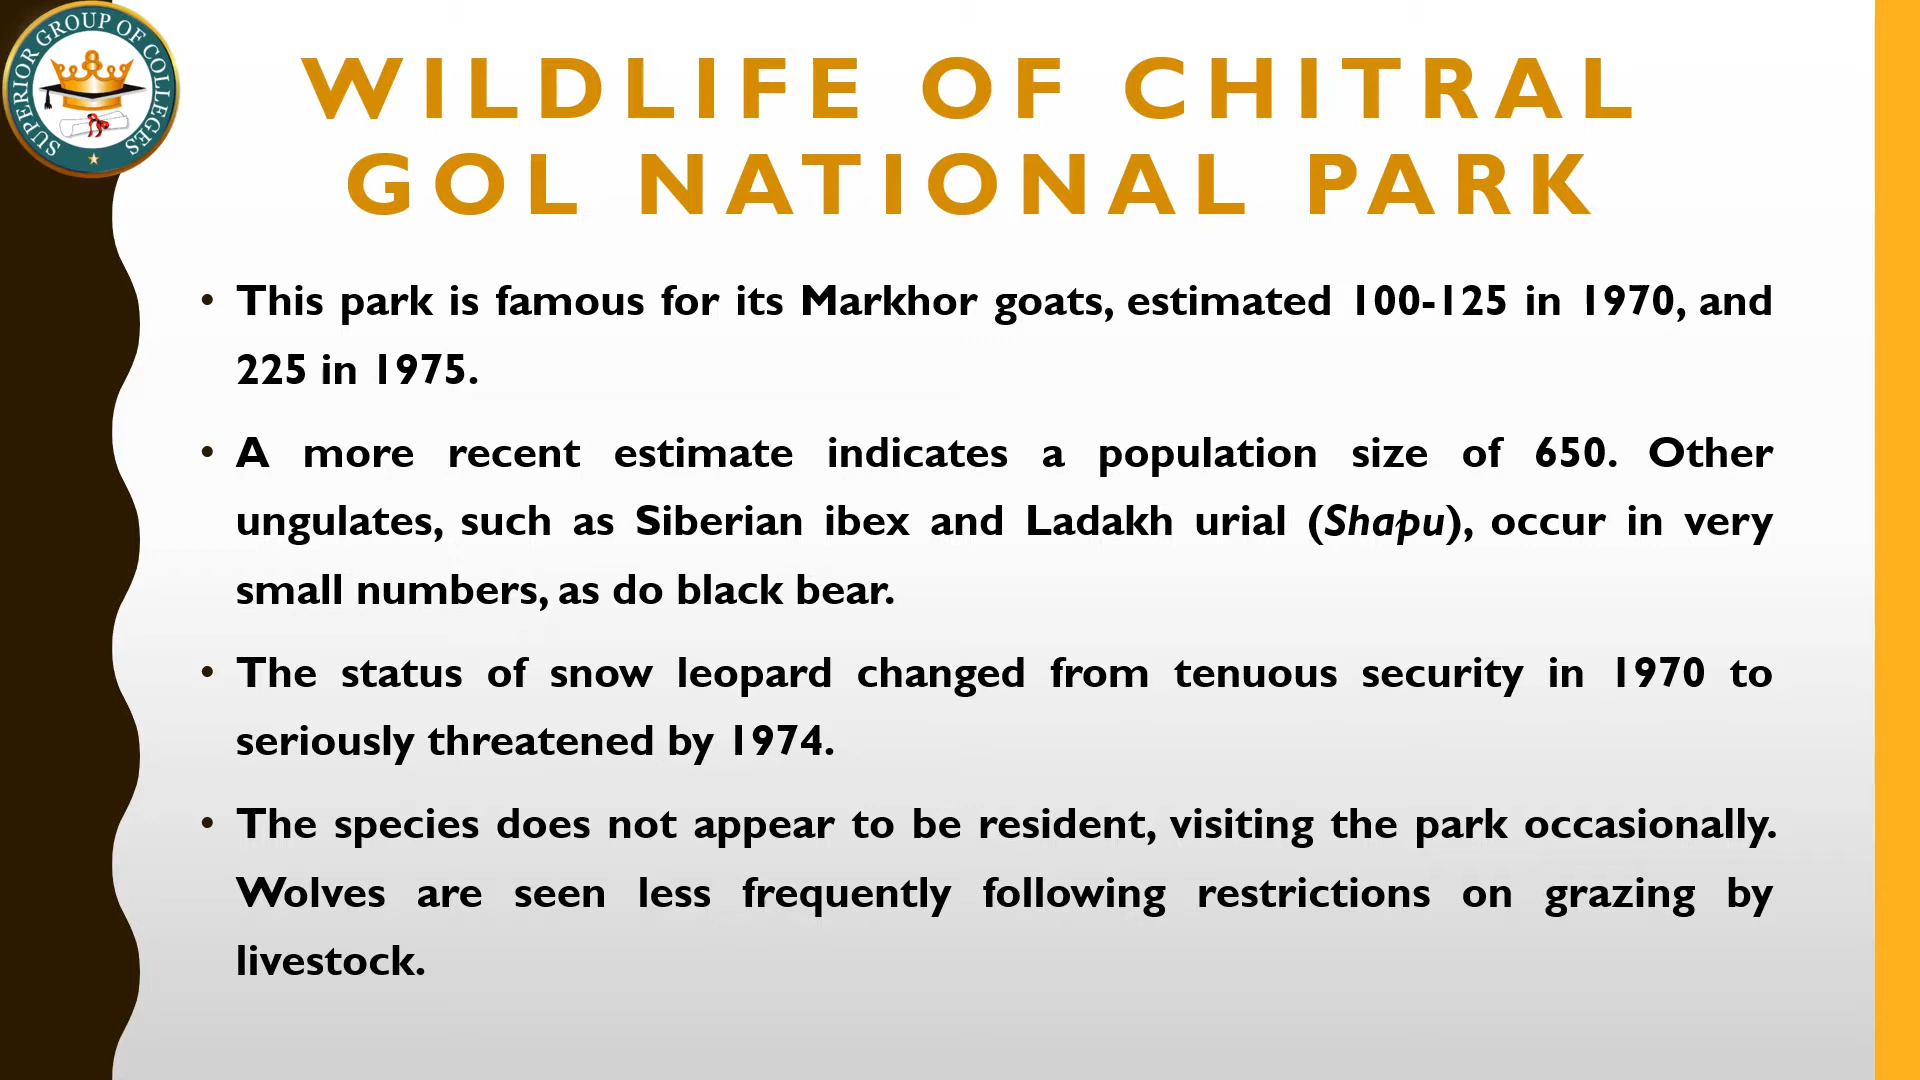 SUPERIOR GROUP OF COLLEGES
WILDLIFE OF CHITRAL
GOL NATIONAL PARK
• This park is famous for its Markhor goats, estimated 100-125 in 1970, and
225 in 1975.
• A more recent estimate indicates a population size of 650. Other
ungulates, such as Siberian ibex and Ladakh urial (Shapu), occur in very
small numbers, as do black bear.
• The status of snow leopard changed from tenuous security in 1970 to
seriously threatened by 1974.
• The species does not appear to be resident, visiting the park occasionally.
Wolves are seen less frequently following restrictions on grazing by
livestock.